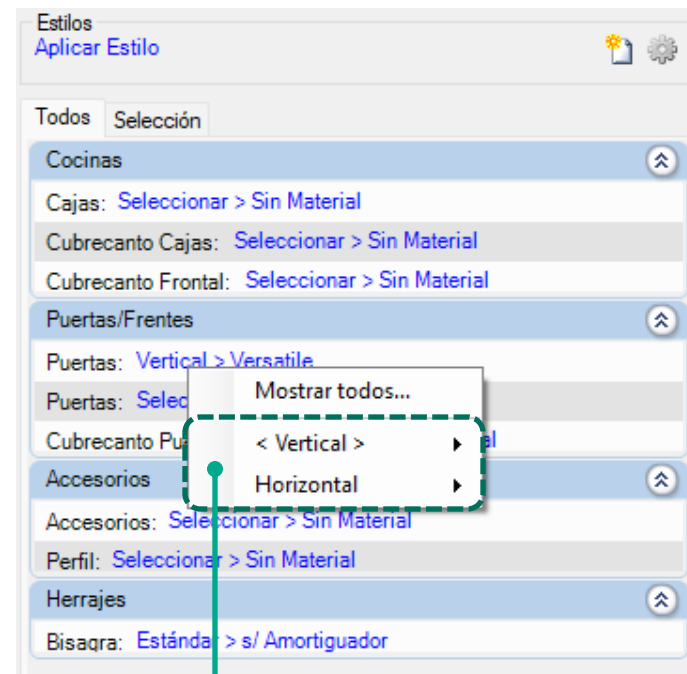 Estilos
Aplicar Estilo
Todos Selección
Cocinas
Cajas: Seleccionar > Sin Material
Cubrecanto Cajas: Seleccionar > Sin Material
Cubrecanto Frontal: Seleccionar > Sin Material
Puertas/Frentes
Puertas: Vertical > Versatile
Mostrar todos...
Puertas:
< Vertical >
Cubrecanto
Horizontal
Accesorios
Accesorios: Seleccionar > Sin Material
Perfil: Seleccionar > Sin Material
Herrajes
Bisagra: Estándar > s/ Amortiguador